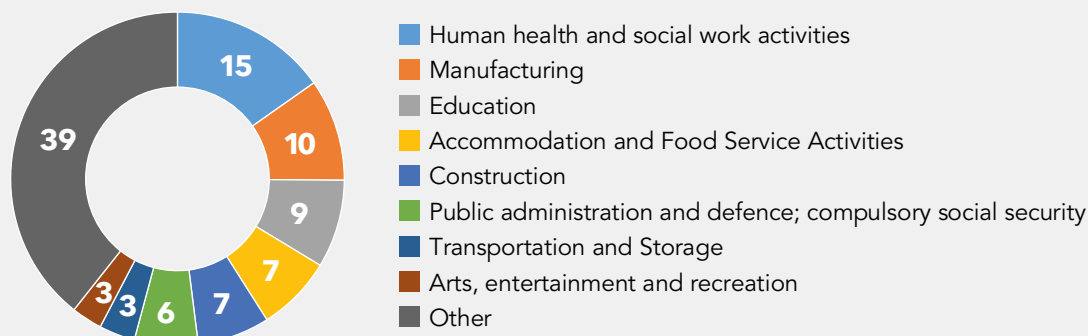 15
10
9
7
7
6
3
3
39
Human health and social work activities
Manufacturing
Education
Accommodation and Food Service Activities
Construction
Public administration and defence; compulsory social security
Transportation and Storage
Arts, entertainment and recreation
Other